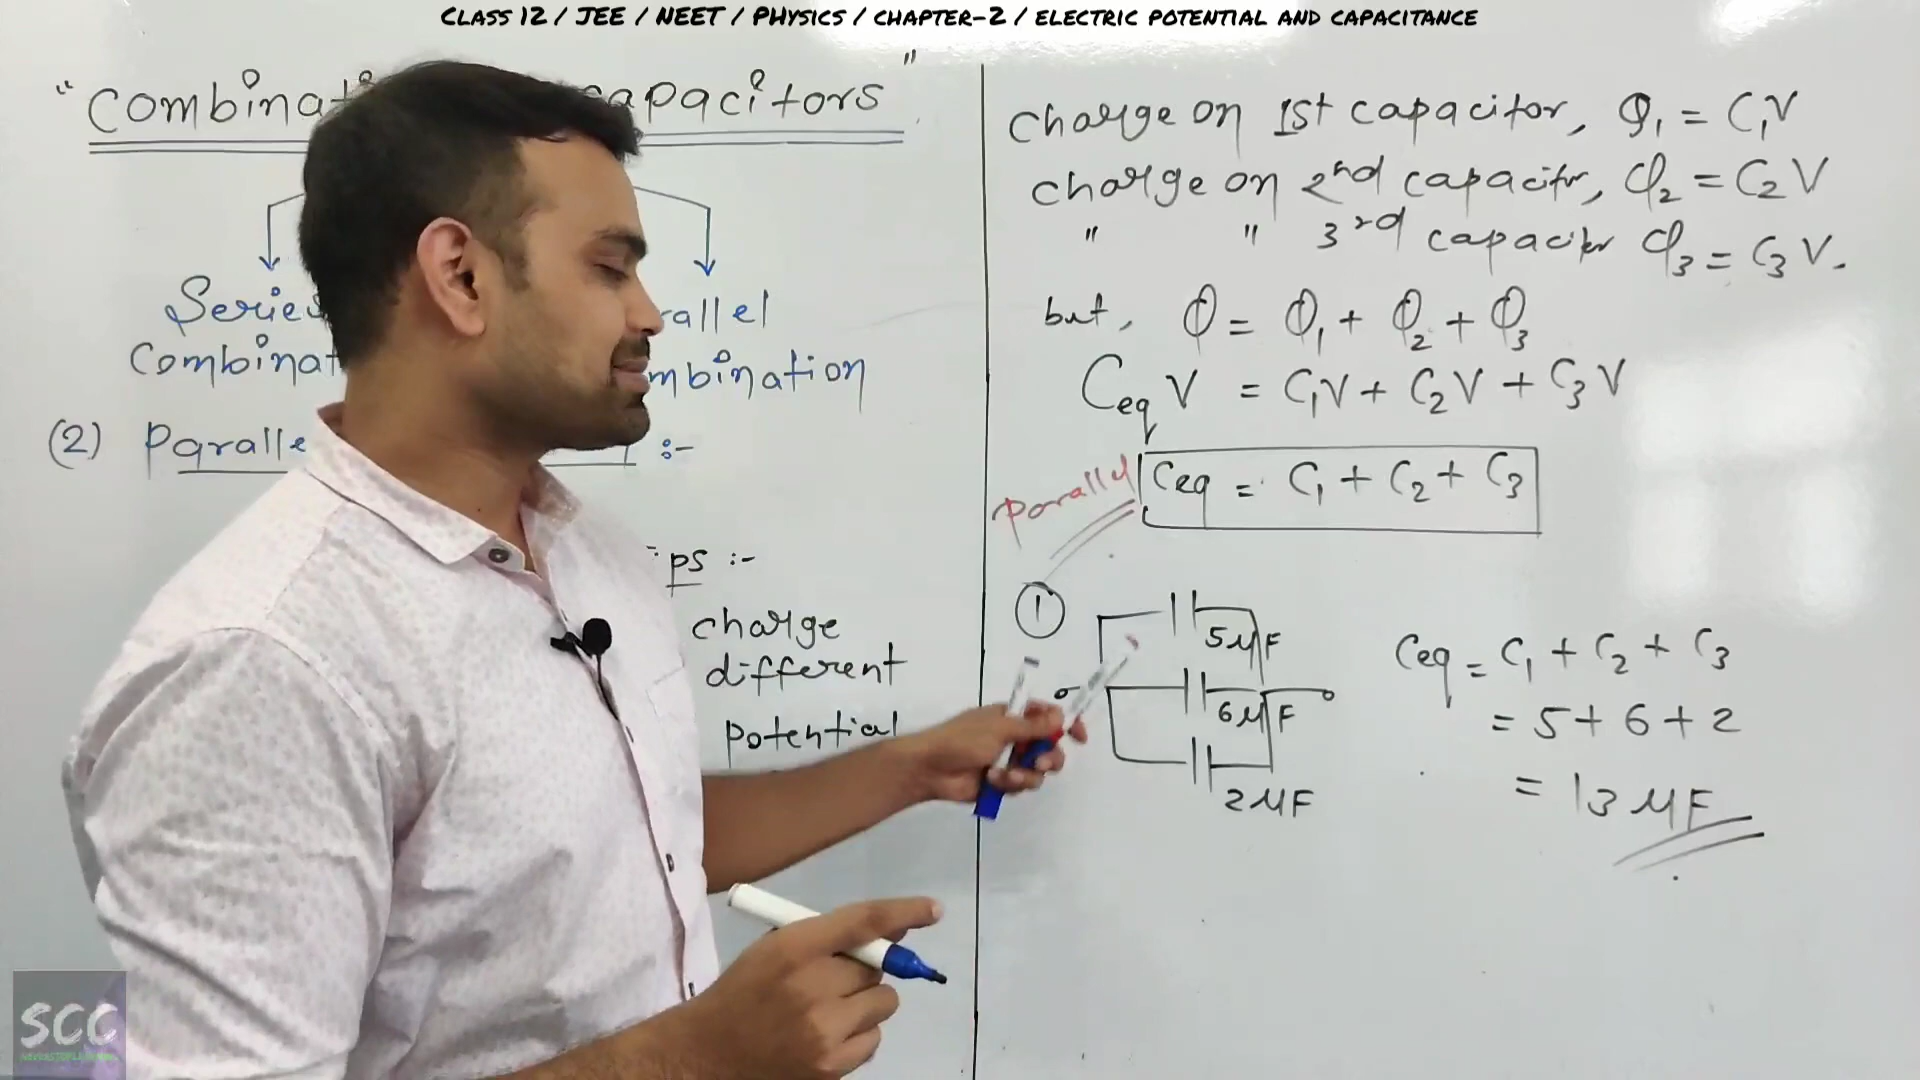 CLASS 12 / JEE / NEET / PHYSICS / CHAPTER-2 / ELECTRIC POTENTIAL AND CAPACITANCE
"Combinat apacitors"
Series
Combinat
rallel
mbination
(2) Paralle :-
ps :-
charge
different
potential
charge on 1st capacitor, Q₁ = C₁V
charge on 2nd capacitor, Q₂ = C₂V
" " 3rd capacitor Q₃ = C₃V.
but, Q = Q₁ + Q₂ + Q₃
Ceq V = C₁V + C₂V + C₃V
Parallel Ceq = C₁ + C₂ + C₃
①
5μF
6μF
2μF
Ceq = C₁ + C₂ + C₃
= 5+6+2
= 13 μF
SCC